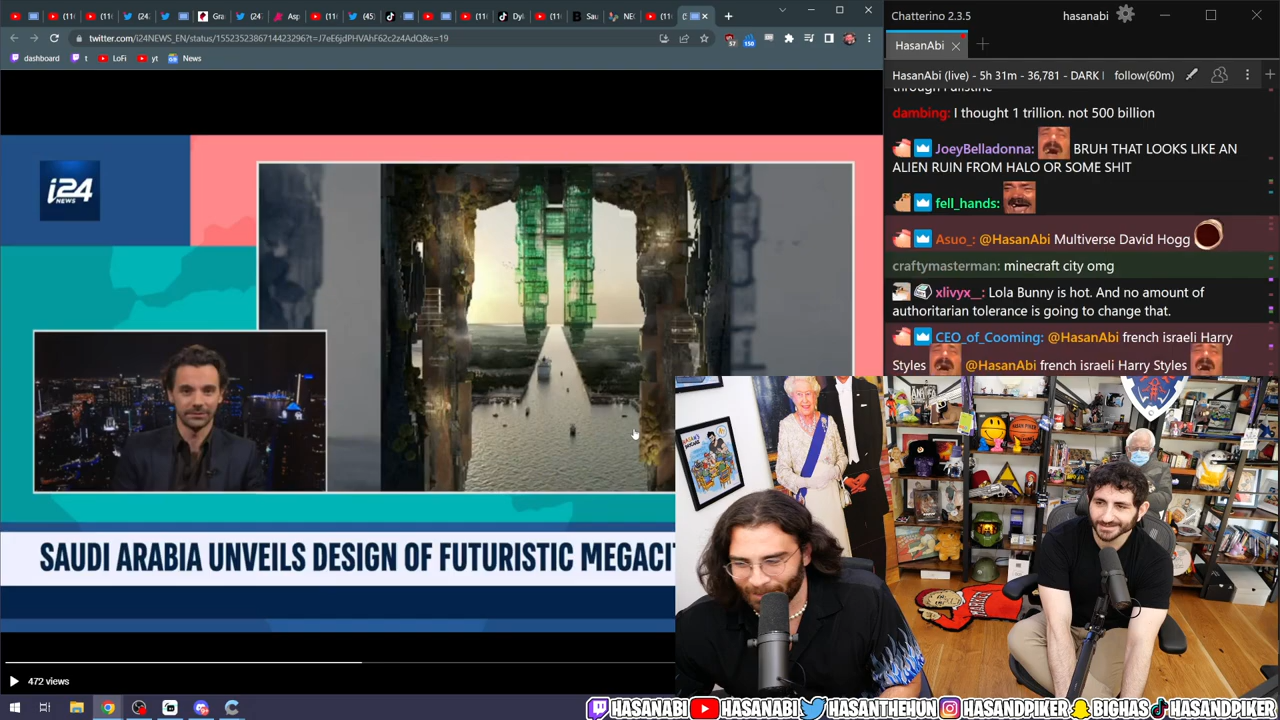 Chatterino 2.3.5
hasanabi
twitter.com/i24NEWS_EN/status/1552352386714423296?t=J7eE6jdPHVAhF62c2z4AdQ&s=19
57
150
HasanAbi
dashboard
t
LoFi
yt
News
HasanAbi (live) - 5h 31m - 36,781 - DARK
follow(60m)
dambing: I thought 1 trillion. not 500 billion
JoeyBelladonna: BRUH THAT LOOKS LIKE AN
ALIEN RUIN FROM HALO OR SOME SHIT
fell_hands:
Asuo_: @HasanAbi Multiverse David Hogg
craftymasterman: minecraft city omg
xlivyx__: Lola Bunny is hot. And no amount of
authoritarian tolerance is going to change that.
CEO_of_Cooming: @HasanAbi french israeli Harry
Styles @HasanAbi french israeli Harry Styles
i24
NEWS
SAUDI ARABIA UNVEILS DESIGN OF FUTURISTIC MEGACIT
472 views
HASANABI HASANABI HASANTHEHUN HASANDPIKER BIGHAS HASANDPIKER